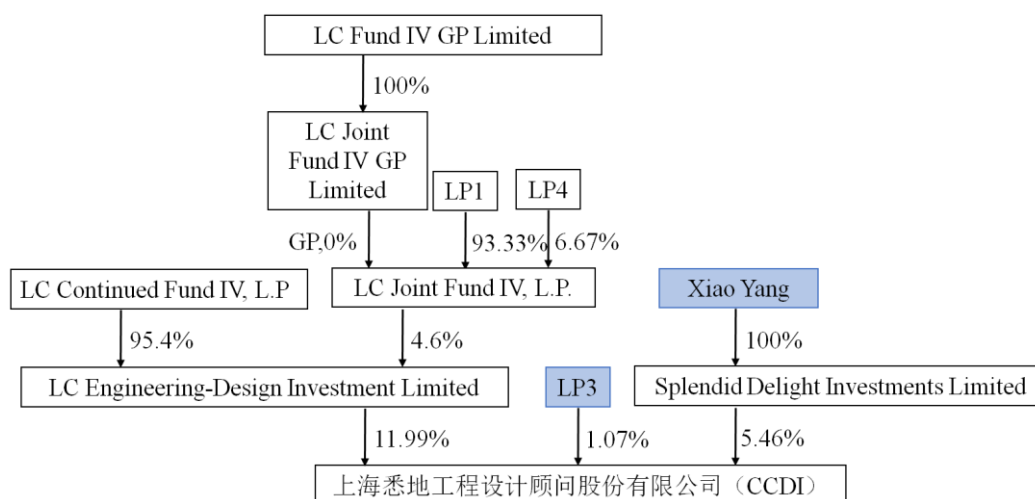 LC Fund IV GP Limited
100%
LC Joint
Fund IV GP
Limited
LP1
LP4
GP,0%
93.33%
6.67%
LC Continued Fund IV, L.P
LC Joint Fund IV, L.P.
Xiao Yang
95.4%
4.6%
100%
LC Engineering-Design Investment Limited
LP3
Splendid Delight Investments Limited
11.99%
1.07%
5.46%
上海悉地工程设计顾问股份有限公司（CCDI）